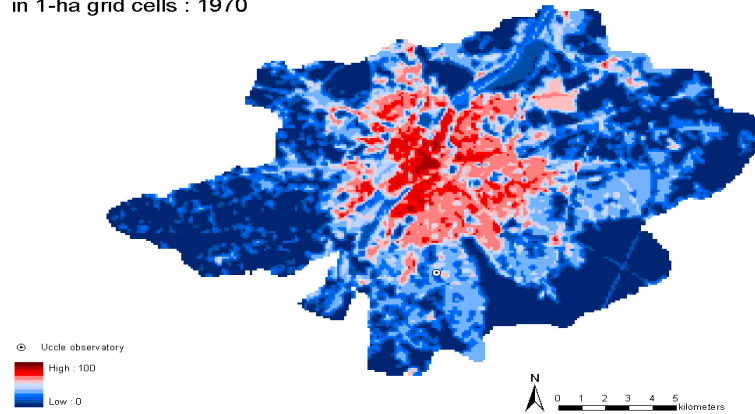 in 1-ha grid cells : 1970
Uccle observatory
High : 100
Low : 0
N
0 1 2 3 4 5
kilometers